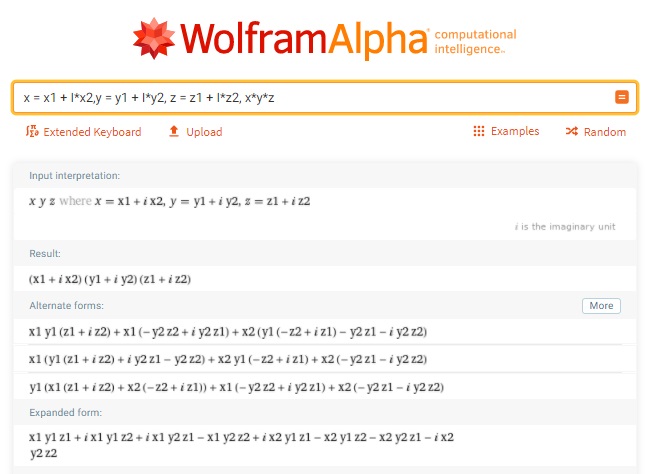 WolframAlpha computational intelligence.
x = x1 + I*x2,y = y1 + I*y2, z = z1 + I*z2, x*y*z
Extended Keyboard Upload Examples Random
Input interpretation:
x y z where x = x1 + i x2, y = y1 + i y2, z = z1 + i z2
i is the imaginary unit
Result:
(x1 + i x2) (y1 + i y2) (z1 + i z2)
Alternate forms: More
x1 y1 (z1 + i z2) + x1 (− y2 z2 + i y2 z1) + x2 (y1 (−z2 + i z1) − y2 z1 − i y2 z2)
x1 (y1 (z1 + i z2) + i y2 z1 − y2 z2) + x2 y1 (−z2 + i z1) + x2 (− y2 z1 − i y2 z2)
y1 (x1 (z1 + i z2) + x2 (−z2 + i z1)) + x1 (− y2 z2 + i y2 z1) + x2 (− y2 z1 − i y2 z2)
Expanded form:
x1 y1 z1 + i x1 y1 z2 + i x1 y2 z1 − x1 y2 z2 + i x2 y1 z1 − x2 y1 z2 − x2 y2 z1 − i x2
y2 z2